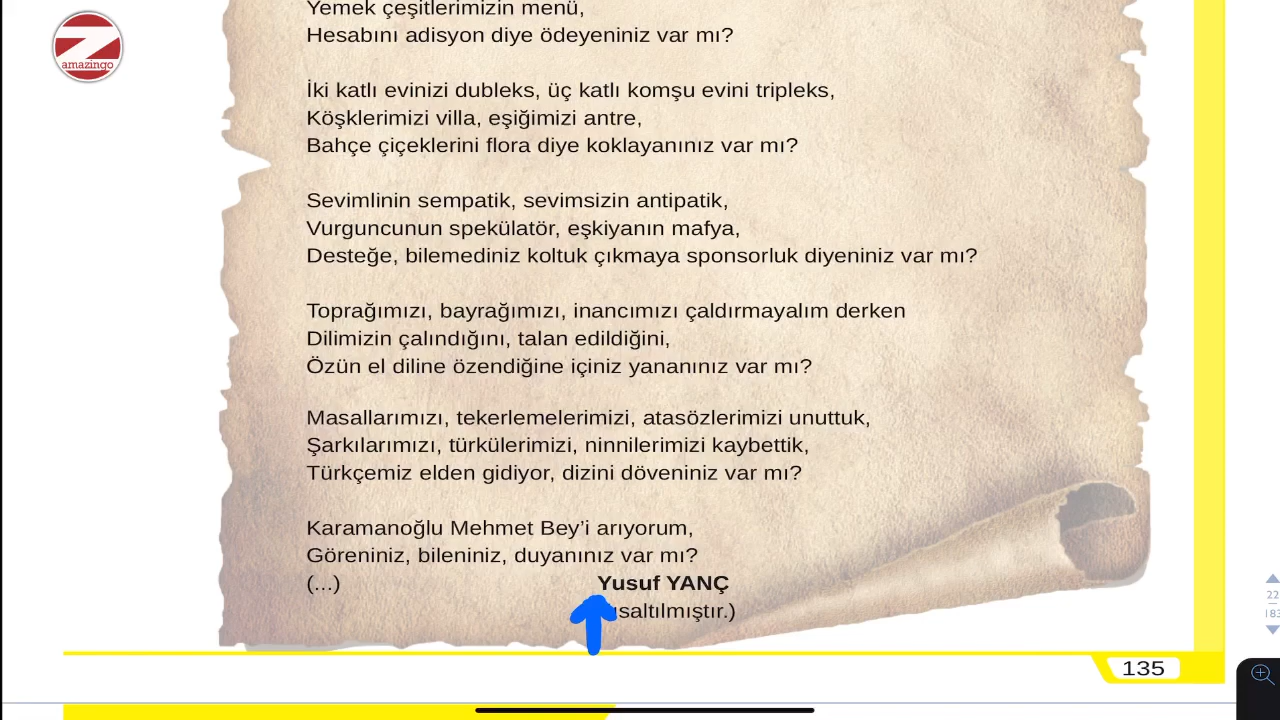 amazingo
Yemek çeşitlerimizin menü,
Hesabını adisyon diye ödeyeniniz var mı?
İki katlı evinizi dubleks, üç katlı komşu evini tripleks,
Köşklerimizi villa, eşiğimizi antre,
Bahçe çiçeklerini flora diye koklayanınız var mı?
Sevimlinin sempatik, sevimsizin antipatik,
Vurguncunun spekülatör, eşkiyanın mafya,
Desteğe, bilemediniz koltuk çıkmaya sponsorluk diyeniniz var mı?
Toprağımızı, bayrağımızı, inancımızı çaldırmayalım derken
Dilimizin çalındığını, talan edildiğini,
Özün el diline özendiğine içiniz yananınız var mı?
Masallarımızı, tekerlemelerimizi, atasözlerimizi unuttuk,
Şarkılarımızı, türkülerimizi, ninnilerimizi kaybettik,
Türkçemiz elden gidiyor, dizini döveniniz var mı?
Karamanoğlu Mehmet Bey’i arıyorum,
Göreniniz, bileniniz, duyanınız var mı?
(...) Yusuf YANÇ
saltılmıştır.)
135
22
183